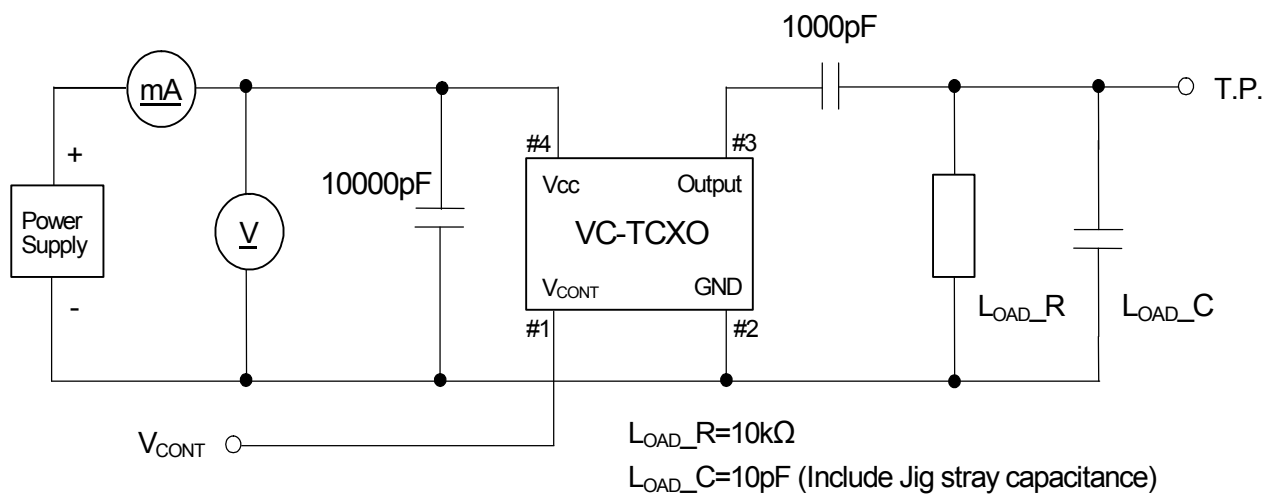 1000pF
mA
T.P.
#4
#3
+
10000pF
Vcc
Output
Power
Supply
V
VC-TCXO
VCONT
GND
-
#1
#2
LOAD_R
LOAD_C
VCONT
LOAD_R=10kΩ
LOAD_C=10pF (Include Jig stray capacitance)